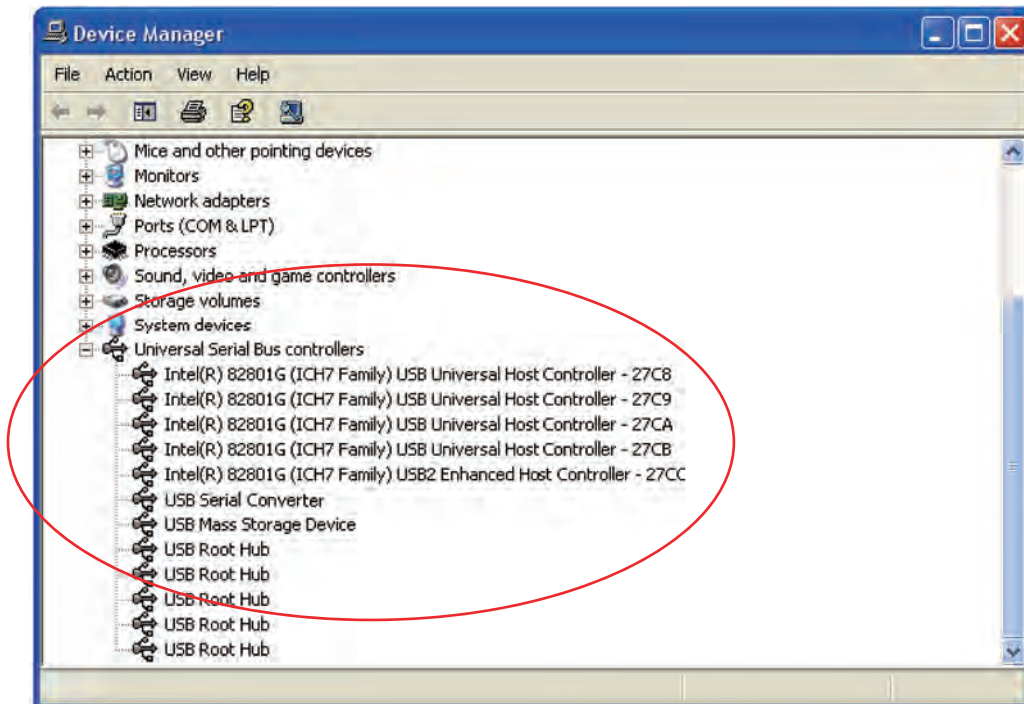 Device Manager
File Action View Help
Mice and other pointing devices
Monitors
Network adapters
Ports (COM & LPT)
Processors
Sound, video and game controllers
Storage volumes
System devices
Universal Serial Bus controllers
Intel(R) 82801G (ICH7 Family) USB Universal Host Controller - 27C8
Intel(R) 82801G (ICH7 Family) USB Universal Host Controller - 27C9
Intel(R) 82801G (ICH7 Family) USB Universal Host Controller - 27CA
Intel(R) 82801G (ICH7 Family) USB Universal Host Controller - 27CB
Intel(R) 82801G (ICH7 Family) USB2 Enhanced Host Controller - 27CC
USB Serial Converter
USB Mass Storage Device
USB Root Hub
USB Root Hub
USB Root Hub
USB Root Hub
USB Root Hub